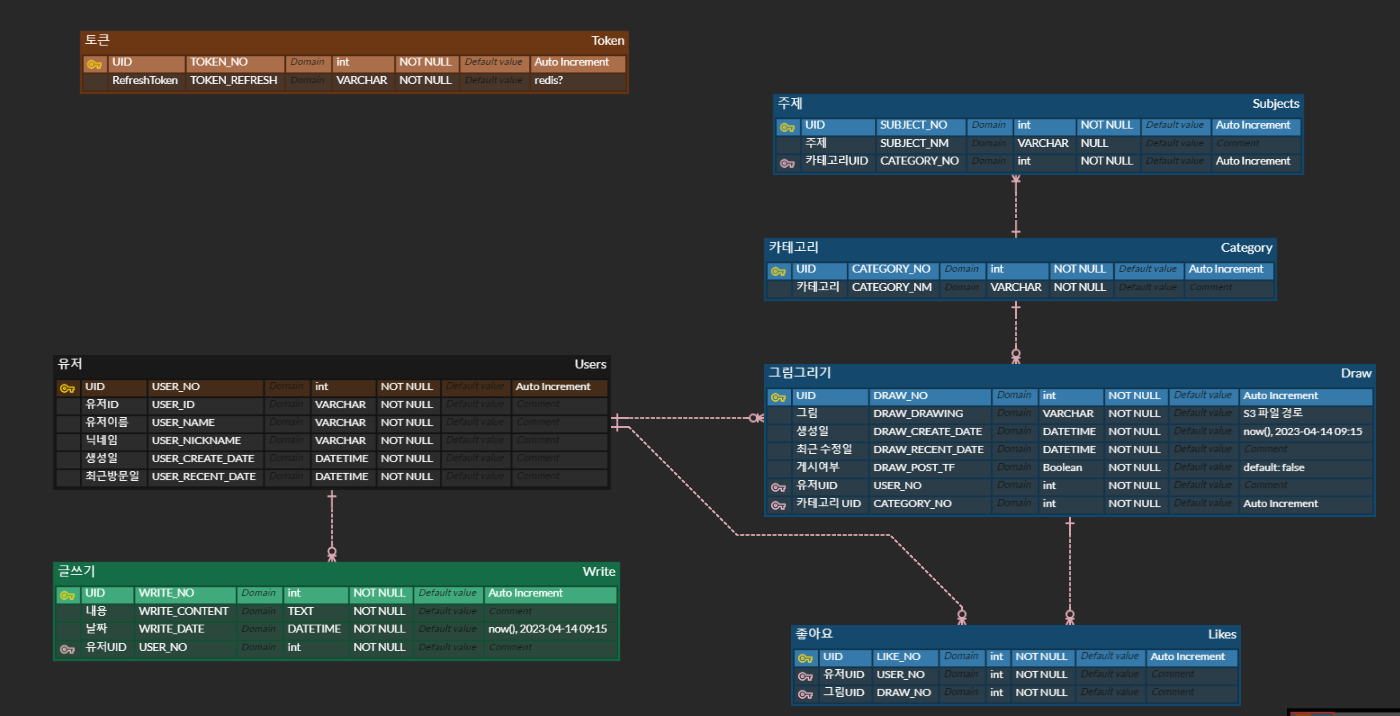 토큰 Token
UID TOKEN_NO Domain int NOT NULL Default value Auto Increment
RefreshToken TOKEN_REFRESH Domain VARCHAR NOT NULL Default value redis?
주제 Subjects
UID SUBJECT_NO Domain int NOT NULL Default value Auto Increment
주제 SUBJECT_NM Domain VARCHAR NULL Default value Comment
카테고리UID CATEGORY_NO Domain int NOT NULL Default value Auto Increment
카테고리 Category
UID CATEGORY_NO Domain int NOT NULL Default value Auto Increment
카테고리 CATEGORY_NM Domain VARCHAR NOT NULL Default value Comment
유저 Users
UID USER_NO Domain int NOT NULL Default value Auto Increment
유저ID USER_ID Domain VARCHAR NOT NULL Default value Comment
유저이름 USER_NAME Domain VARCHAR NOT NULL Default value Comment
닉네임 USER_NICKNAME Domain VARCHAR NOT NULL Default value Comment
생성일 USER_CREATE_DATE Domain DATETIME NOT NULL Default value Comment
최근방문일 USER_RECENT_DATE Domain DATETIME NOT NULL Default value Comment
그림그리기 Draw
UID DRAW_NO Domain int NOT NULL Default value Auto Increment
그림 DRAW_DRAWING Domain VARCHAR NOT NULL Default value S3 파일 경로
생성일 DRAW_CREATE_DATE Domain DATETIME NOT NULL Default value now(), 2023-04-14 09:15
최근 수정일 DRAW_RECENT_DATE Domain DATETIME NOT NULL Default value Comment
게시여부 DRAW_POST_TF Domain Boolean NOT NULL Default value default: false
유저UID USER_NO Domain int NOT NULL Default value Comment
카테고리 UID CATEGORY_NO Domain int NOT NULL Default value Auto Increment
글쓰기 Write
UID WRITE_NO Domain int NOT NULL Default value Auto Increment
내용 WRITE_CONTENT Domain TEXT NOT NULL Default value Comment
날짜 WRITE_DATE Domain DATETIME NOT NULL Default value now(), 2023-04-14 09:15
유저UID USER_NO Domain int NOT NULL Default value Comment
좋아요 Likes
UID LIKE_NO Domain int NOT NULL Default value Auto Increment
유저UID USER_NO Domain int NOT NULL Default value Comment
그림UID DRAW_NO Domain int NOT NULL Default value Comment